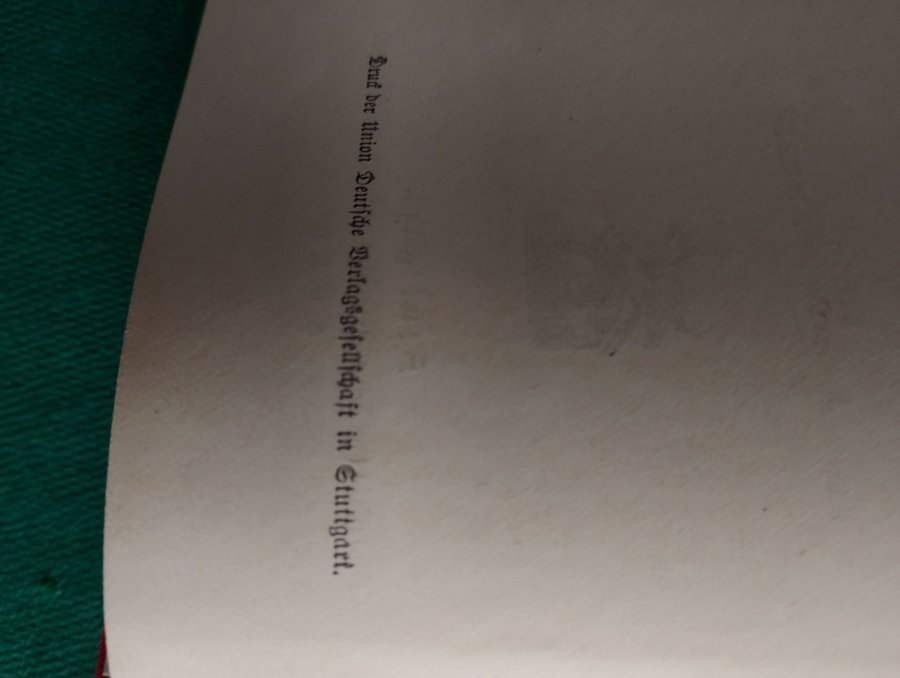 Druck der Union Deutsche Verlagsgesellschaft in Stuttgart.